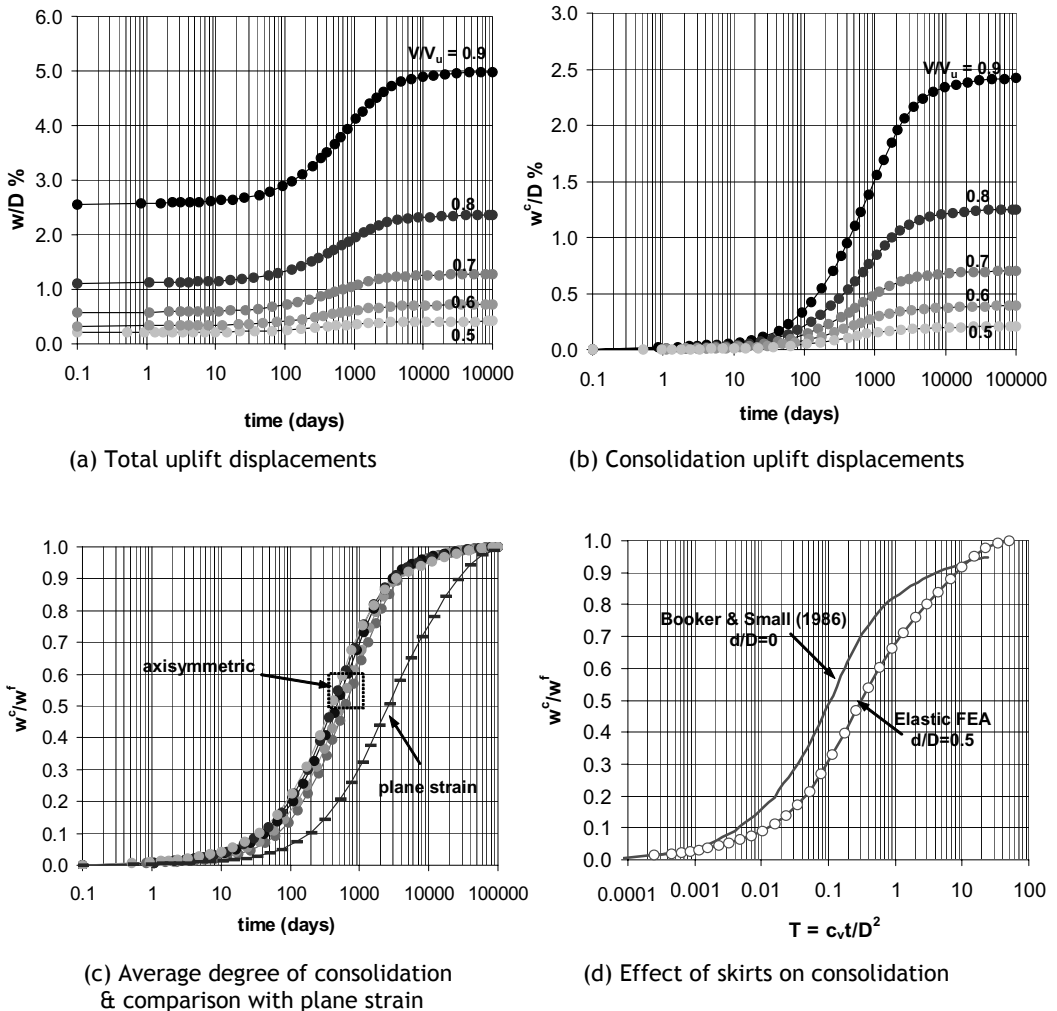 w/D %
5.0
4.0
3.0
2.0
1.0
0.0
V/Vu = 0.9
0.8
0.7
0.6
0.5
0.1 1 10 100 1000 10000 100000
time (days)
(a) Total uplift displacements
wc/D %
3.0
2.5
2.0
1.5
1.0
0.5
0.0
V/Vu = 0.9
0.8
0.7
0.6
0.5
0.1 1 10 100 1000 10000 100000
time (days)
(b) Consolidation uplift displacements
wc/wf
1.0
0.9
0.8
0.7
0.6
0.5
0.4
0.3
0.2
0.1
0.0
axisymmetric
plane strain
0.1 1 10 100 1000 10000 100000
time (days)
(c) Average degree of consolidation
& comparison with plane strain
wc/wf
1.0
0.9
0.8
0.7
0.6
0.5
0.4
0.3
0.2
0.1
0.0
Booker & Small (1986)
d/D=0
Elastic FEA
d/D=0.5
0.0001 0.001 0.01 0.1 1 10 100
T = cvt/D2
(d) Effect of skirts on consolidation